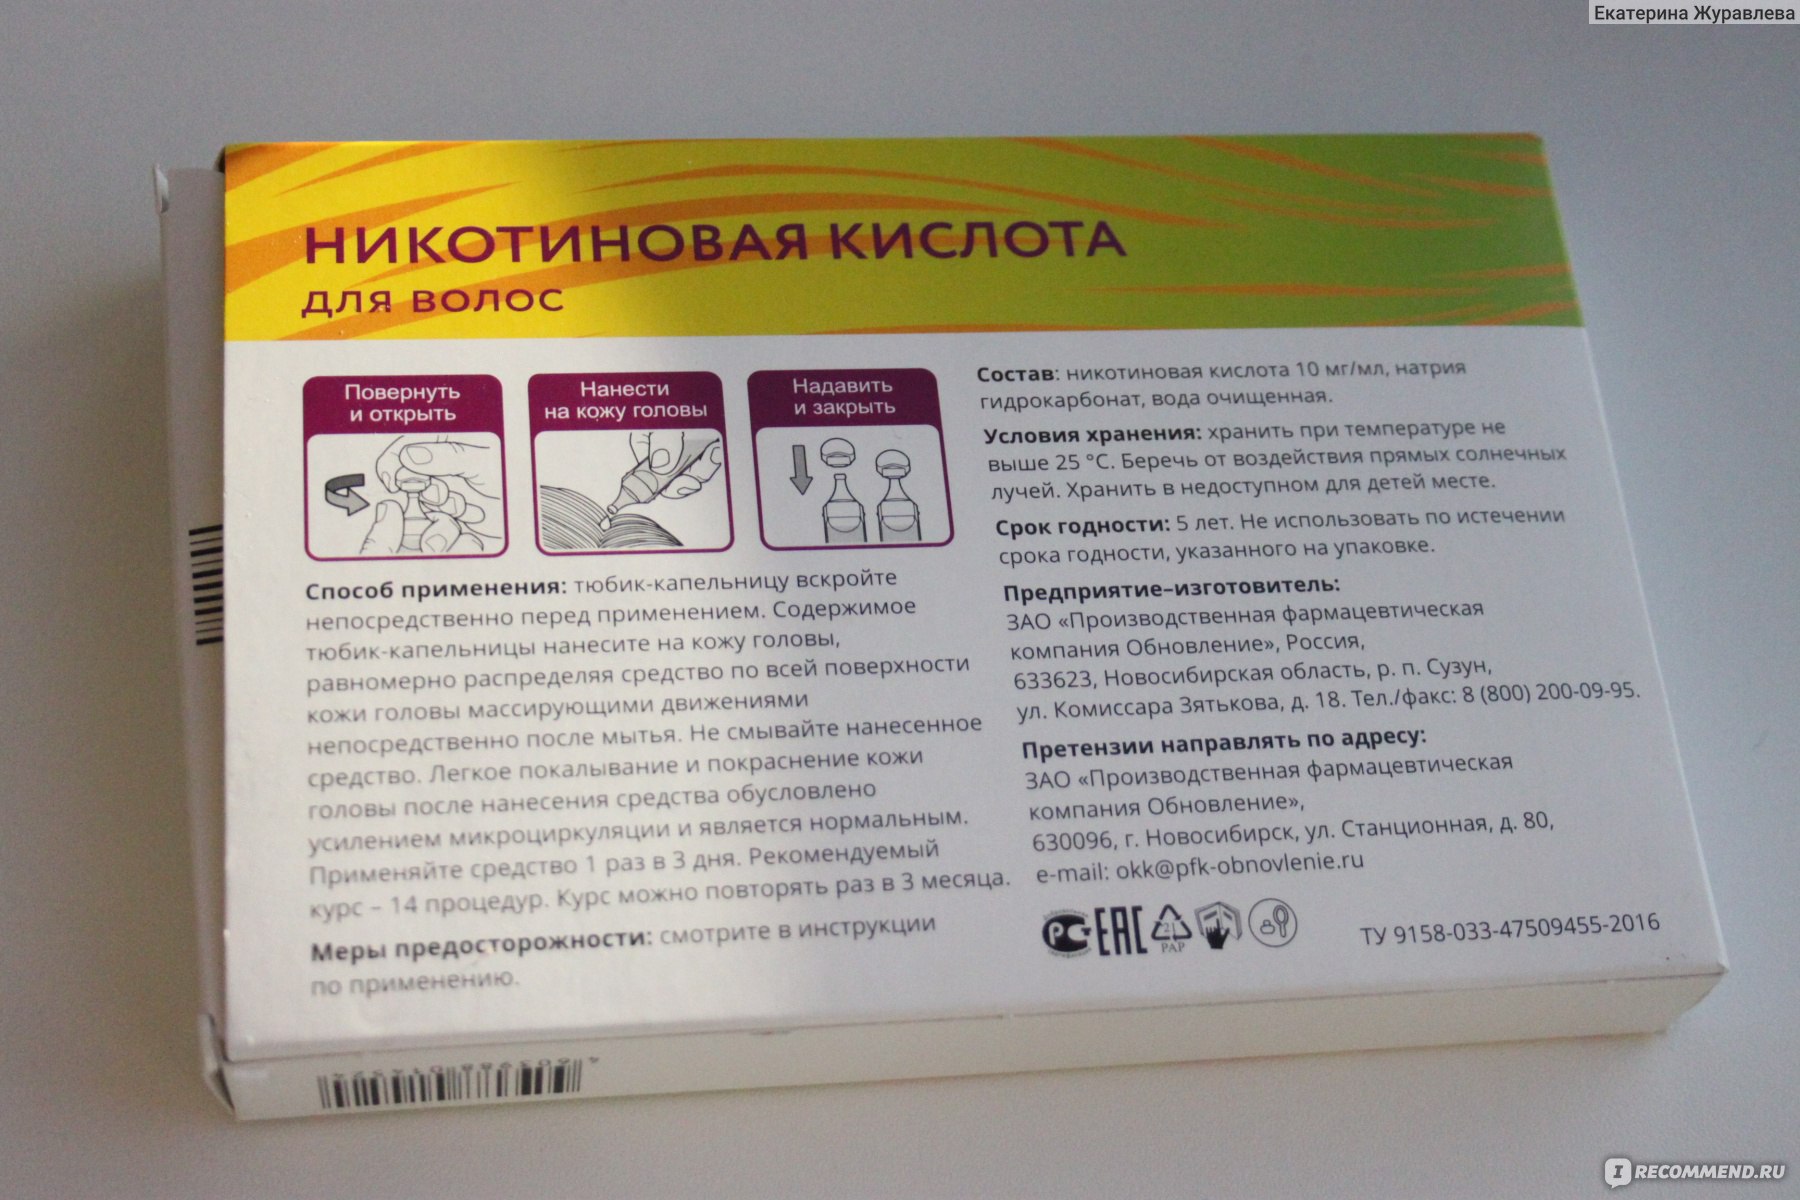 Екатерина Журавлева
НИКОТИНОВАЯ КИСЛОТА
ДЛЯ ВОЛОС
Повернуть
и открыть
Нанести
на кожу головы
Надавить
и закрыть
Способ применения: тюбик-капельницу вскройте
непосредственно перед применением. Содержимое
тюбик-капельницы нанесите на кожу головы,
равномерно распределяя средство по всей поверхности
кожи головы массирующими движениями
непосредственно после мытья. Не смывайте нанесенное
средство. Легкое покалывание и покраснение кожи
головы после нанесения средства обусловлено
усилением микроциркуляции и является нормальным.
Применяйте средство 1 раз в 3 дня. Рекомендуемый
курс – 14 процедур. Курс можно повторять раз в 3 месяца.
Меры предосторожности: смотрите в инструкции
по применению.
Состав: никотиновая кислота 10 мг/мл, натрия
гидрокарбонат, вода очищенная.
Условия хранения: хранить при температуре не
выше 25 °С. Беречь от воздействия прямых солнечных
лучей. Хранить в недоступном для детей месте.
Срок годности: 5 лет. Не использовать по истечении
срока годности, указанного на упаковке.
Предприятие–изготовитель:
ЗАО «Производственная фармацевтическая
компания Обновление», Россия,
633623, Новосибирская область, р. п. Сузун,
ул. Комиссара Зятькова, д. 18. Тел./факс: 8 (800) 200-09-95.
Претензии направлять по адресу:
ЗАО «Производственная фармацевтическая
компания Обновление»,
630096, г. Новосибирск, ул. Станционная, д. 80,
e-mail: okk@pfk-obnovlenie.ru
РС ЕАС 21 PAP
ТУ 9158-033-47509455-2016
IRECOMMEND.RU